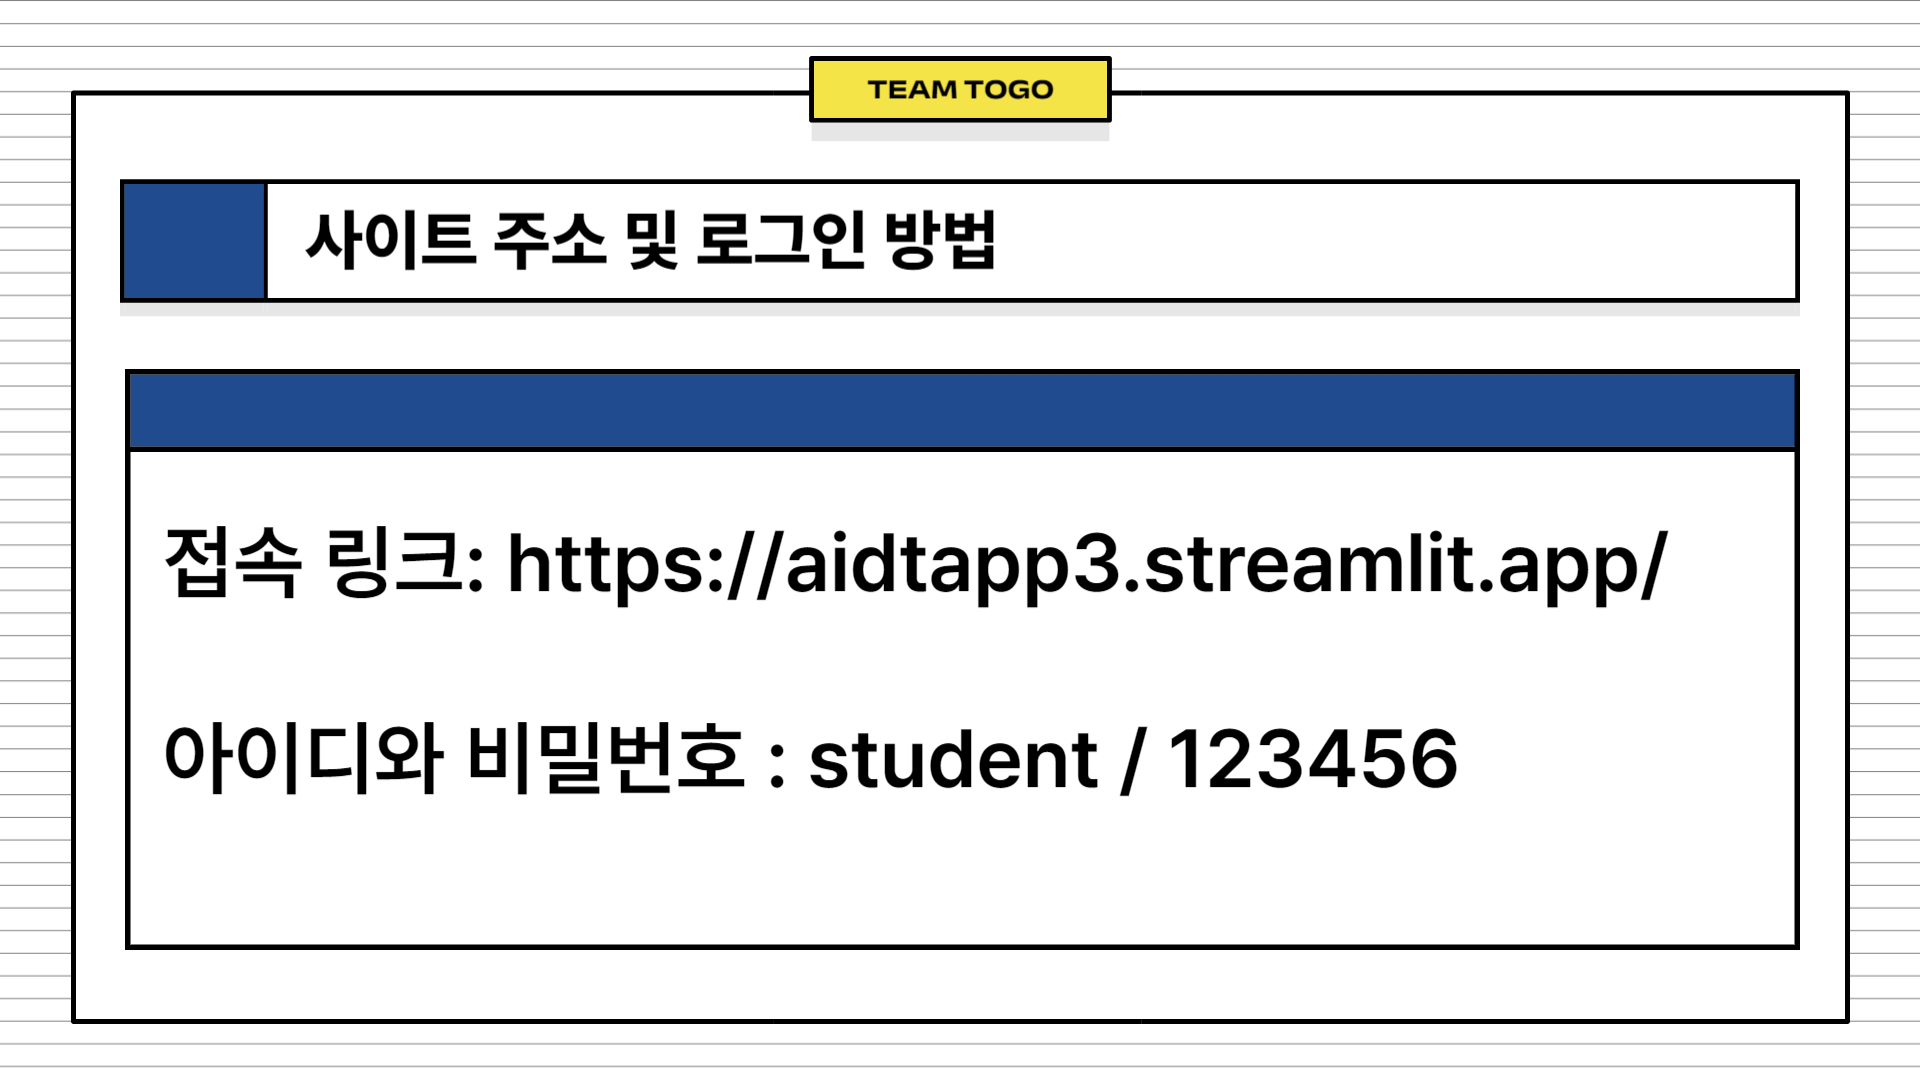 TEAM TOGO
사이트 주소 및 로그인 방법
접속 링크: https://aidtapp3.streamlit.app/
아이디와 비밀번호 : student / 123456